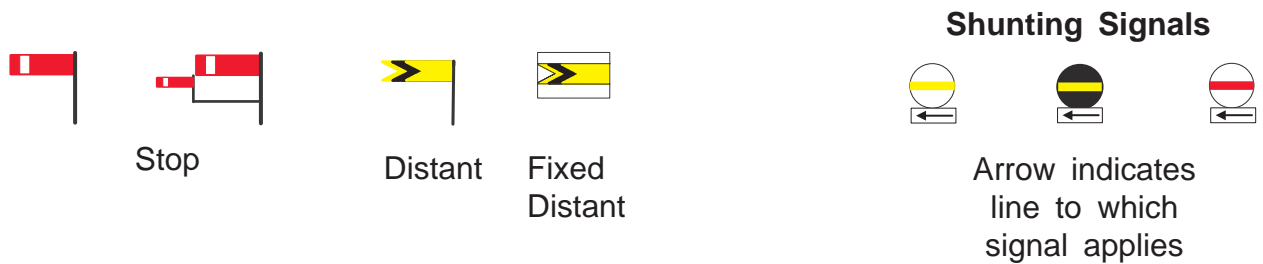 Shunting Signals
Stop
Distant
Fixed
Distant
Arrow indicates
line to which
signal applies